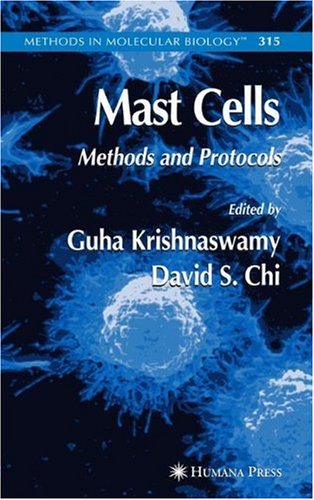 METHODS IN MOLECULAR BIOLOGY™ 315
Mast Cells
Methods and Protocols
Edited by
Guha Krishnaswamy
David S. Chi
HUMANA PRESS